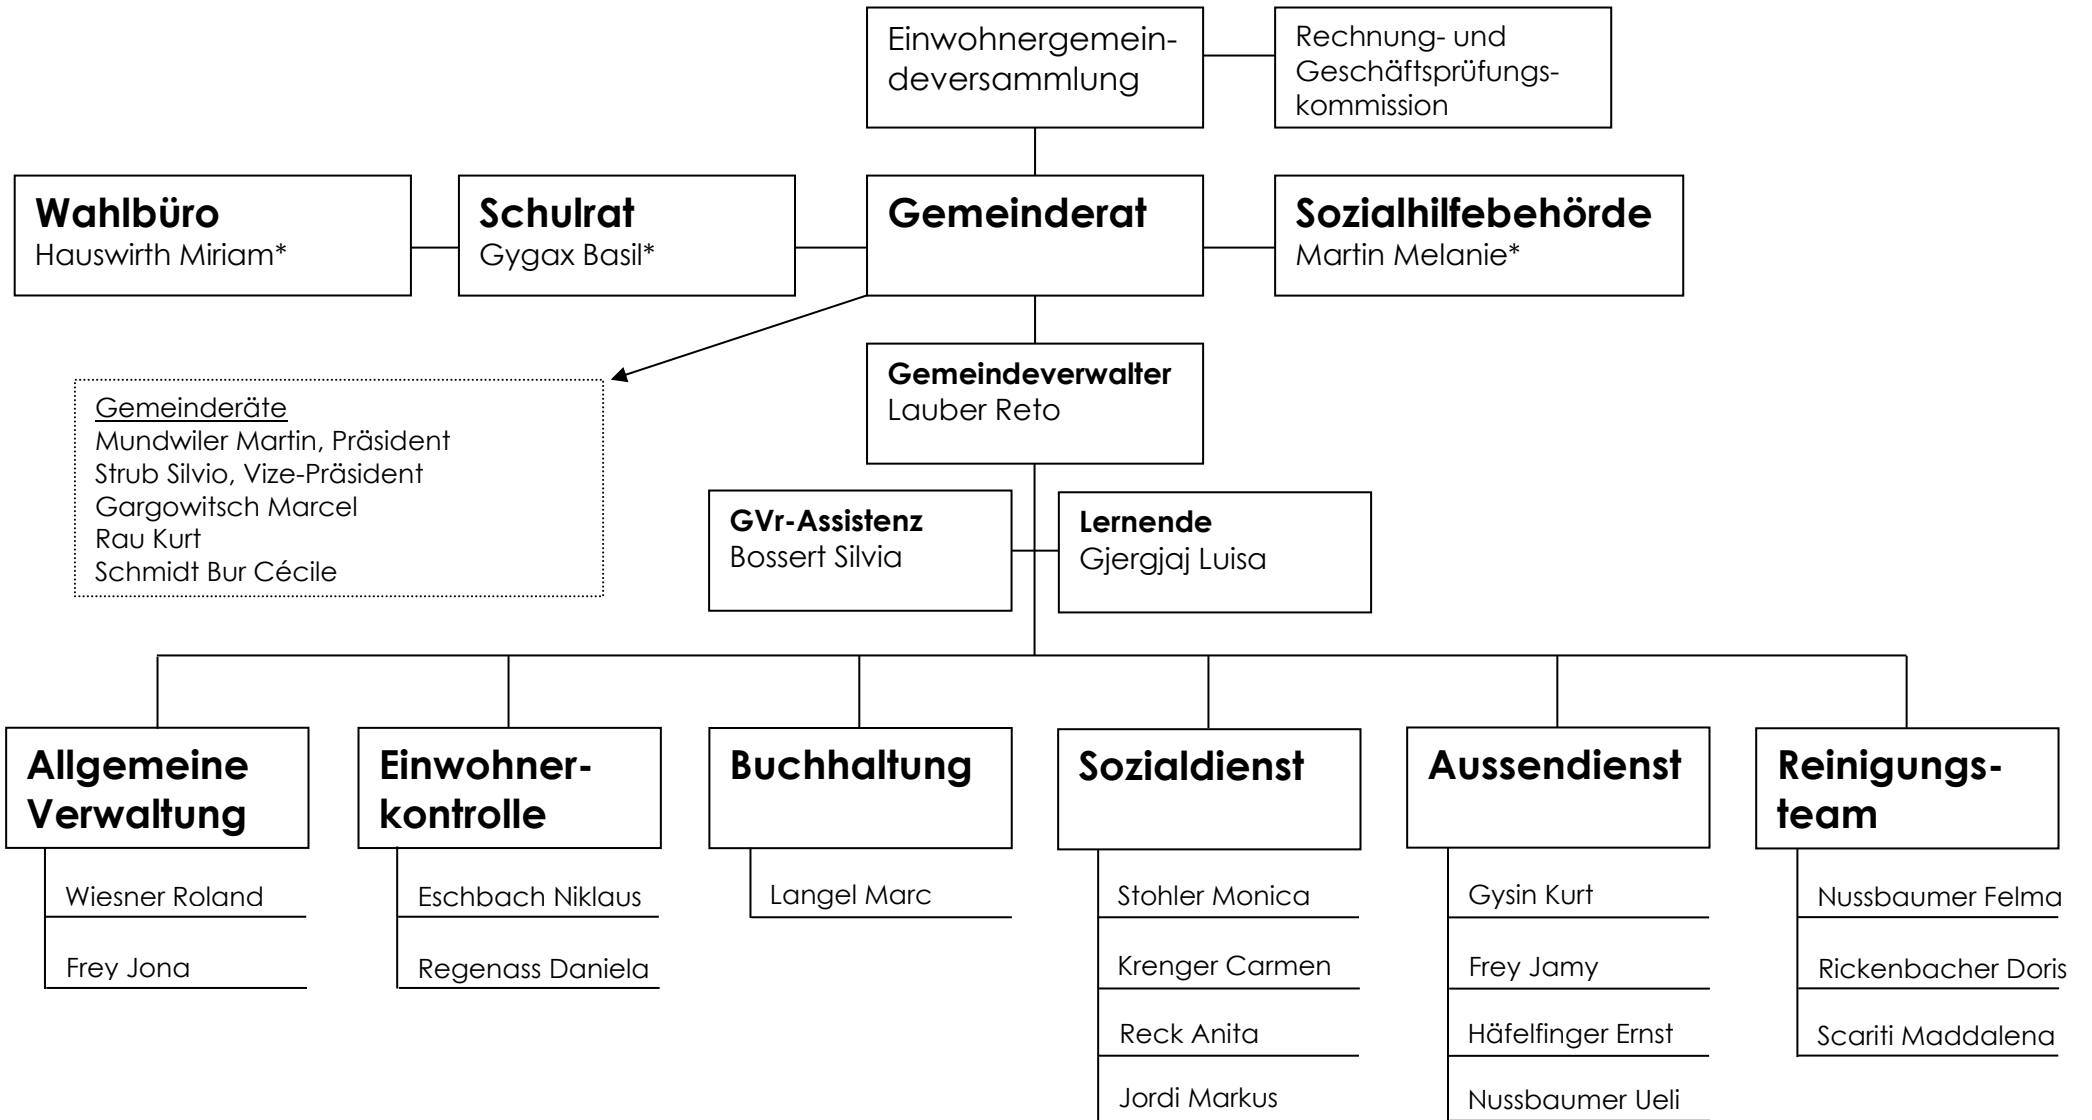 Einwohnergemein-
deversammlung
Rechnung- und
Geschäftsprüfungs-
kommission
Wahlbüro
Hauswirth Miriam*
Schulrat
Gygax Basil*
Gemeinderat
Sozialhilfebehörde
Martin Melanie*
Gemeindeverwalter
Lauber Reto
Gemeinderäte
Mundwiler Martin, Präsident
Strub Silvio, Vize-Präsident
Gargowitsch Marcel
Rau Kurt
Schmidt Bur Cécile
GVr-Assistenz
Bossert Silvia
Lernende
Gjergjaj Luisa
Allgemeine
Verwaltung
Wiesner Roland
Frey Jona
Einwohner-
kontrolle
Eschbach Niklaus
Regenass Daniela
Buchhaltung
Langel Marc
Sozialdienst
Stohler Monica
Krenger Carmen
Reck Anita
Jordi Markus
Aussendienst
Gysin Kurt
Frey Jamy
Häfelfinger Ernst
Nussbaumer Ueli
Reinigungs-
team
Nussbaumer Felma
Rickenbacher Doris
Scariti Maddalena